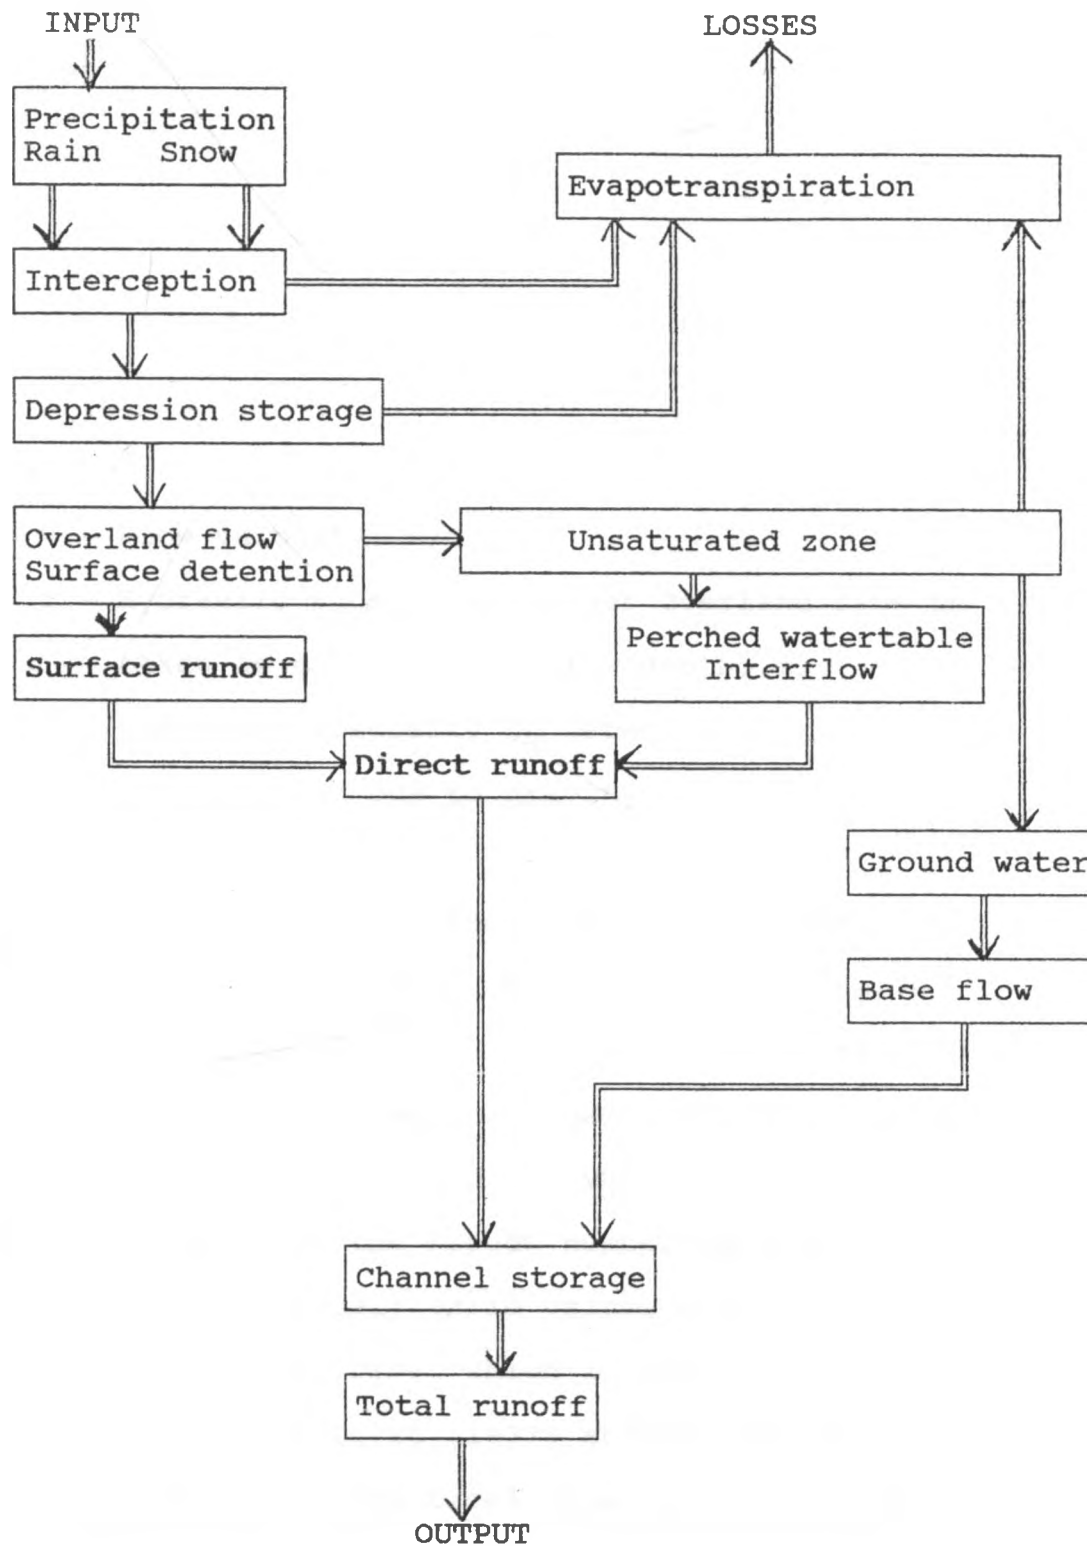 INPUT
LOSSES
Precipitation
Rain Snow
Evapotranspiration
Interception
Depression storage
Overland flow
Surface detention
Unsaturated zone
Surface runoff
Perched watertable
Interflow
Direct runoff
Ground water
Base flow
Channel storage
Total runoff
OUTPUT